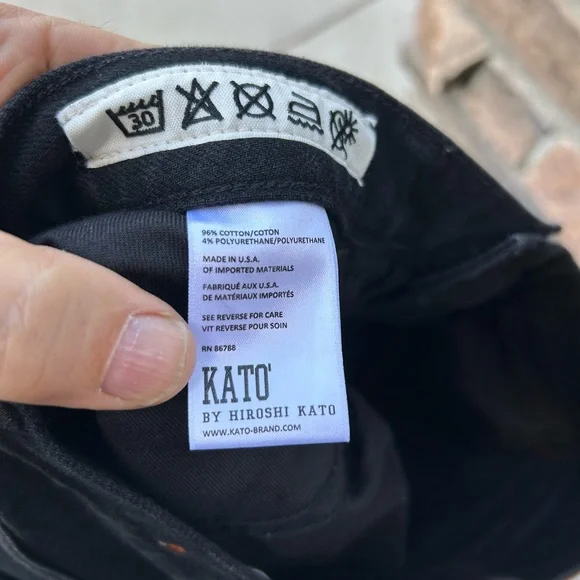 30
96% COTTON/COTON
4% POLYURETHANE/POLYURETHANE
MADE IN U.S.A.
OF IMPORTED MATERIALS
FABRIQUÉ AUX U.S.A.
DE MATÉRIAUX IMPORTÉS
SEE REVERSE FOR CARE
VIT REVERSE POUR SOIN
RN 86788
KATO'
BY HIROSHI KATO
WWW.KATO-BRAND.COM